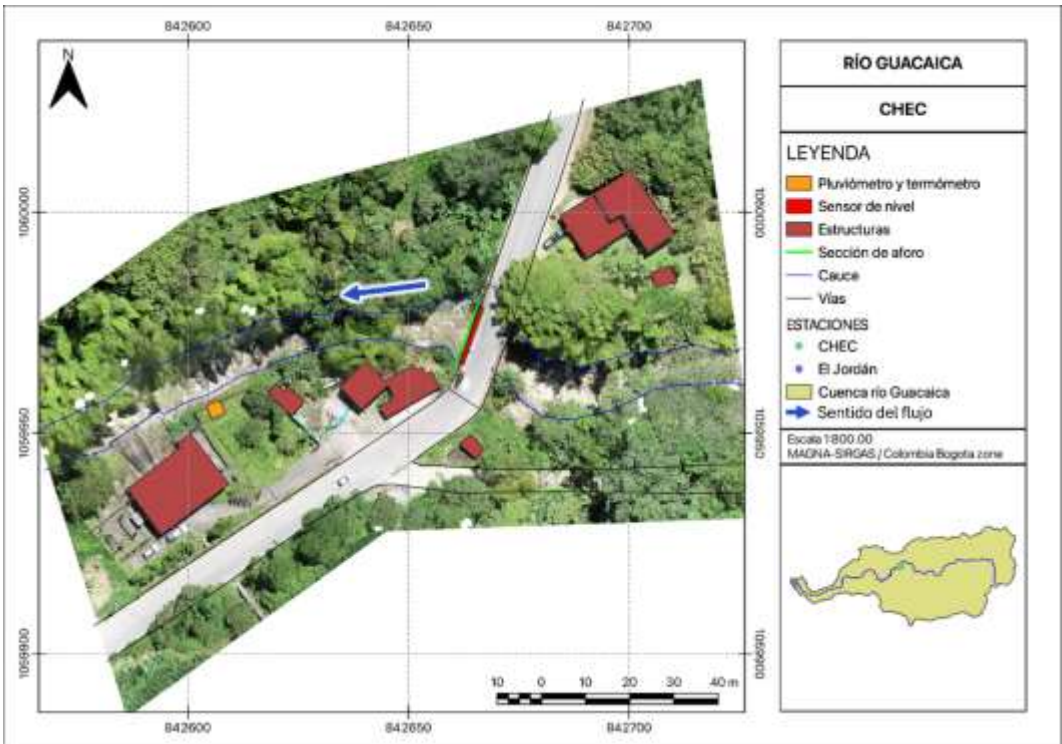 842600 842650 842700
N
1060000 1060000
1059950 1059950
1059900 1059900
10 0 10 20 30 40 m
842600 842650 842700
RÍO GUACAICA
CHEC
LEYENDA
Pluviómetro y termómetro
Sensor de nivel
Estructuras
Sección de aforo
Cauce
Vías
ESTACIONES
CHEC
El Jordán
Cuenca río Guacaica
Sentido del flujo
Escala 1:800.00
MAGNA-SIRGAS / Colombia Bogota zone